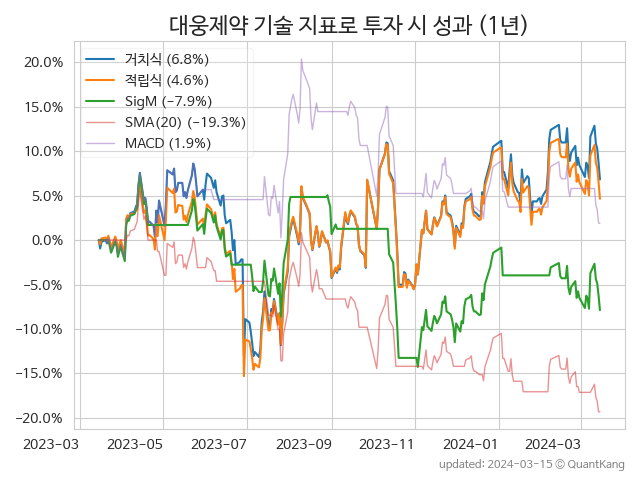 대웅제약 기술 지표로 투자 시 성과 (1년)
거치식 (6.8%)
적립식 (4.6%)
SigM (−7.9%)
SMA(20) (−19.3%)
MACD (1.9%)
20.0%
15.0%
10.0%
5.0%
0.0%
−5.0%
−10.0%
−15.0%
−20.0%
2023-03 2023-05 2023-07 2023-09 2023-11 2024-01 2024-03
updated: 2024-03-15 © QuantKang